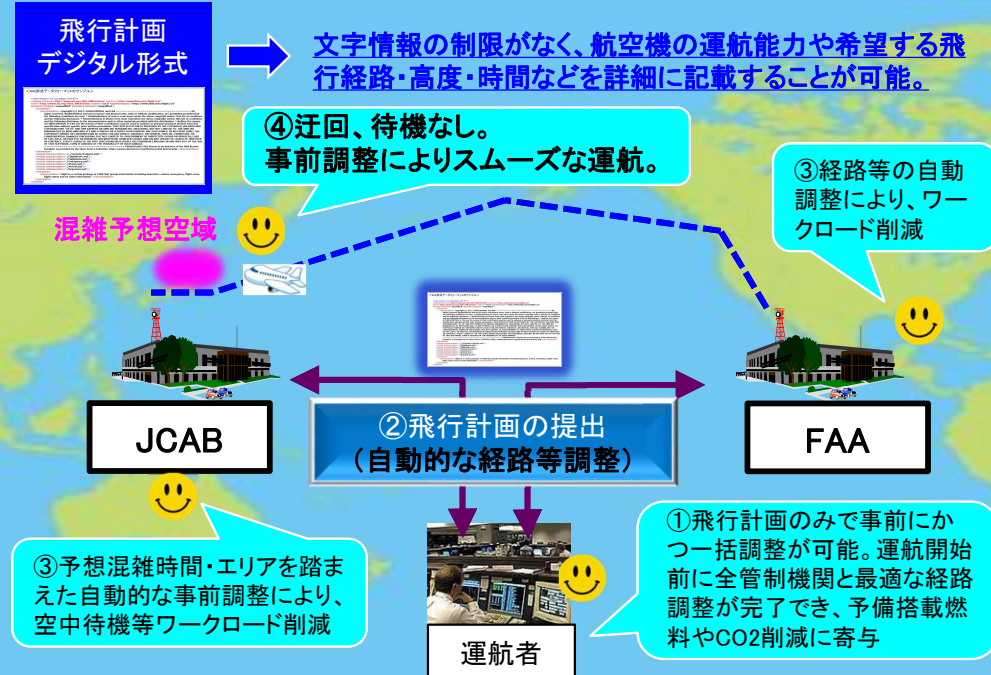 飛行計画
デジタル形式
文字情報の制限がなく、航空機の運航能力や希望する飛
行経路・高度・時間などを詳細に記載することが可能。
④迂回、待機なし。
事前調整によりスムーズな運航。
③経路等の自動
調整により、ワー
クロード削減
混雑予想空域
JCAB
②飛行計画の提出
（自動的な経路等調整）
FAA
③予想混雑時間・エリアを踏ま
えた自動的な事前調整により、
空中待機等ワークロード削減
①飛行計画のみで事前にか
つ一括調整が可能。運航開始
前に全管制機関と最適な経路
調整が完了でき、予備搭載燃
料やCO2削減に寄与
運航者